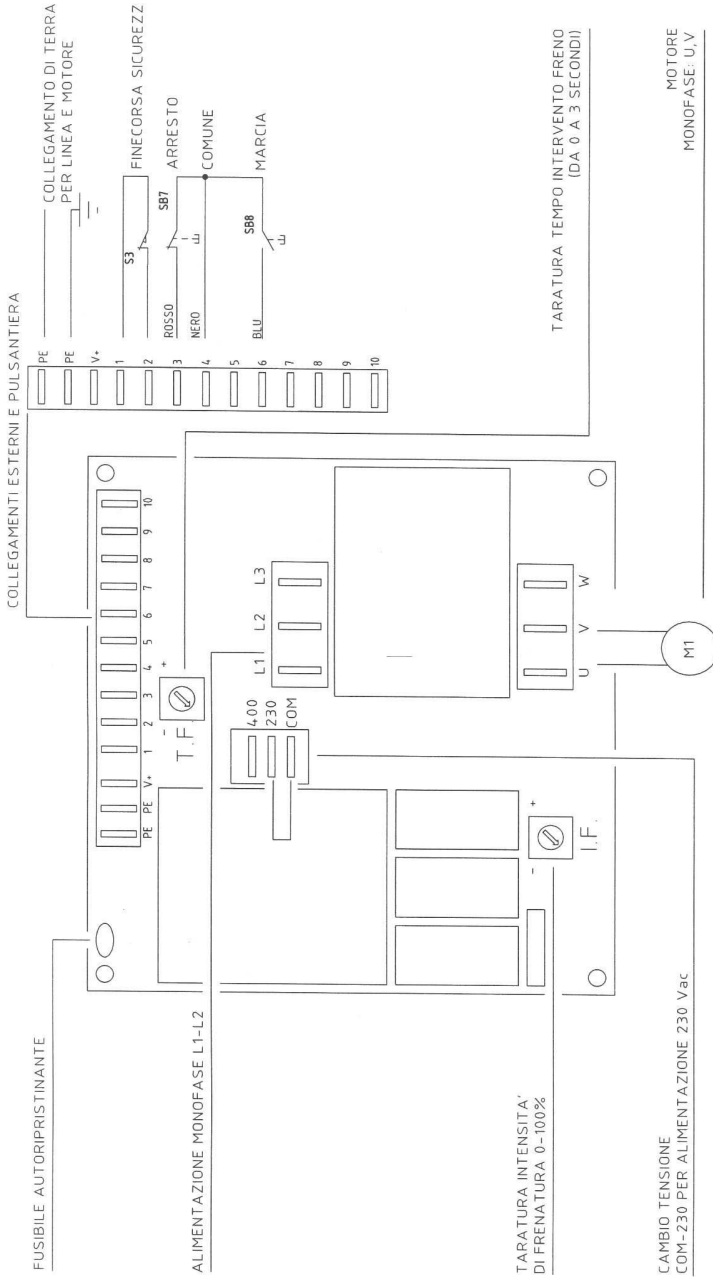 COLLEGAMENTI ESTERNI E PULSANTIERA
FUSIBILE AUTORIPRISTINANTE
ALIMENTAZIONE MONOFASE L1-L2
TARATURA INTENSITA'
DI FRENATURA 0-100%
CAMBIO TENSIONE
COM-230 PER ALIMENTAZIONE 230 Vac
PE PE V+ 1 2 3 4 5 6 7 8 9 10
- +
T.F.
400
230
COM
L1 L2 L3
- +
I.F.
U V W
M1
PE
PE
V+
1
2
3
4
5
6
7
8
9
10
COLLEGAMENTO DI TERRA
PER LINEA E MOTORE
S3
FINECORSA SICUREZZ
ROSSO
SB7
ARRESTO
NERO
COMUNE
BLU
SB8
MARCIA
TARATURA TEMPO INTERVENTO FRENO
(DA 0 A 3 SECONDI)
MOTORE
MONOFASE: U,V